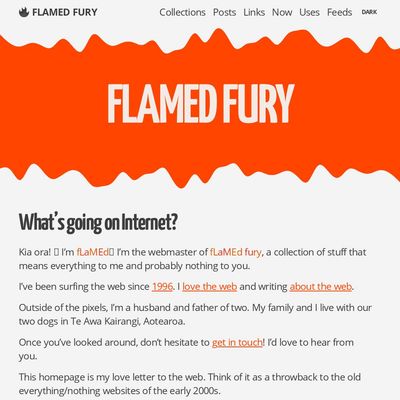 FLAMED FURY Collections Posts Links Now Uses Feeds DARK
FLAMED FURY
What's going on Internet?
Kia ora! I'm fLaMEd I'm the webmaster of fLaMEd fury, a collection of stuff that
means everything to me and probably nothing to you.
I've been surfing the web since 1996. I love the web and writing about the web.
Outside of the pixels, I'm a husband and father of two. My family and I live with our
two dogs in Te Awa Kairangi, Aotearoa.
Once you've looked around, don't hesitate to get in touch! I'd love to hear from
you.
This homepage is my love letter to the web. Think of it as a throwback to the old
everything/nothing websites of the early 2000s.